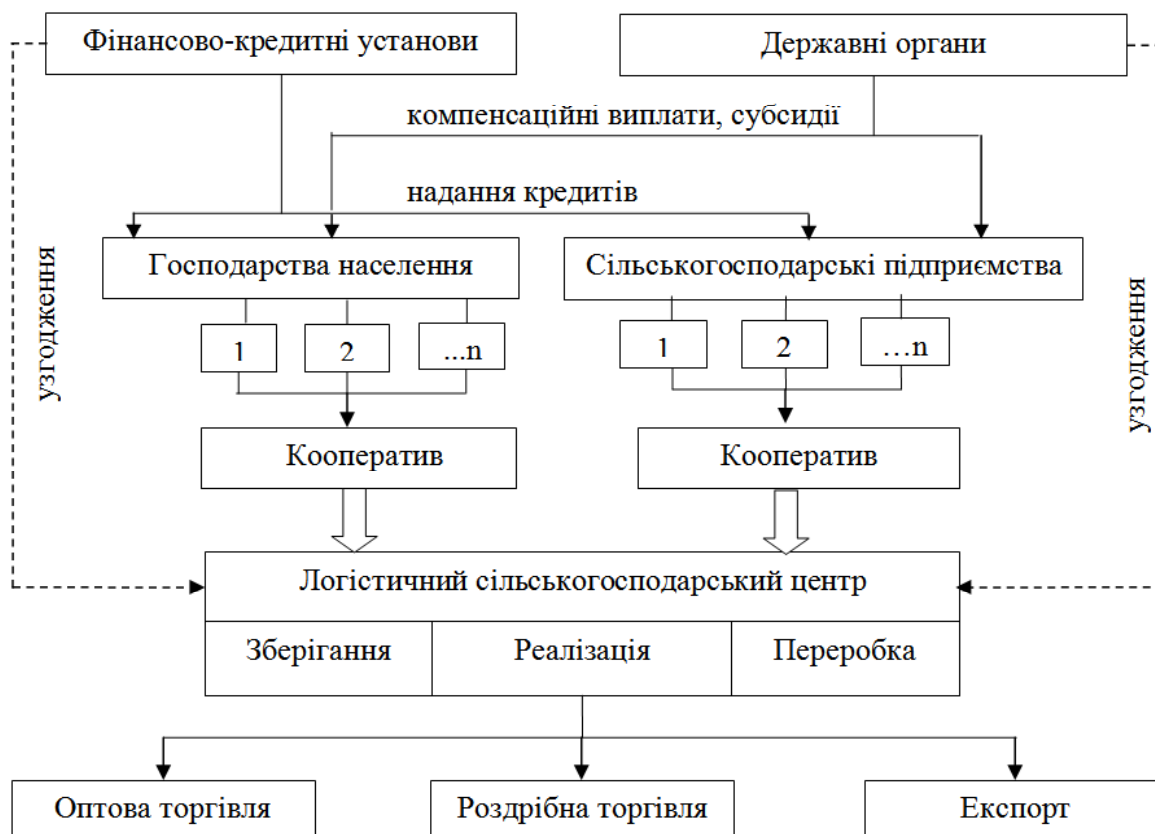 Фінансово-кредитні установи
Державні органи
компенсаційні виплати, субсидії
надання кредитів
узгодження
узгодження
Господарства населення
Сільськогосподарські підприємства
1
2
...n
1
2
…n
Кооператив
Кооператив
Логістичний сільськогосподарський центр
Зберігання
Реалізація
Переробка
Оптова торгівля
Роздрібна торгівля
Експорт